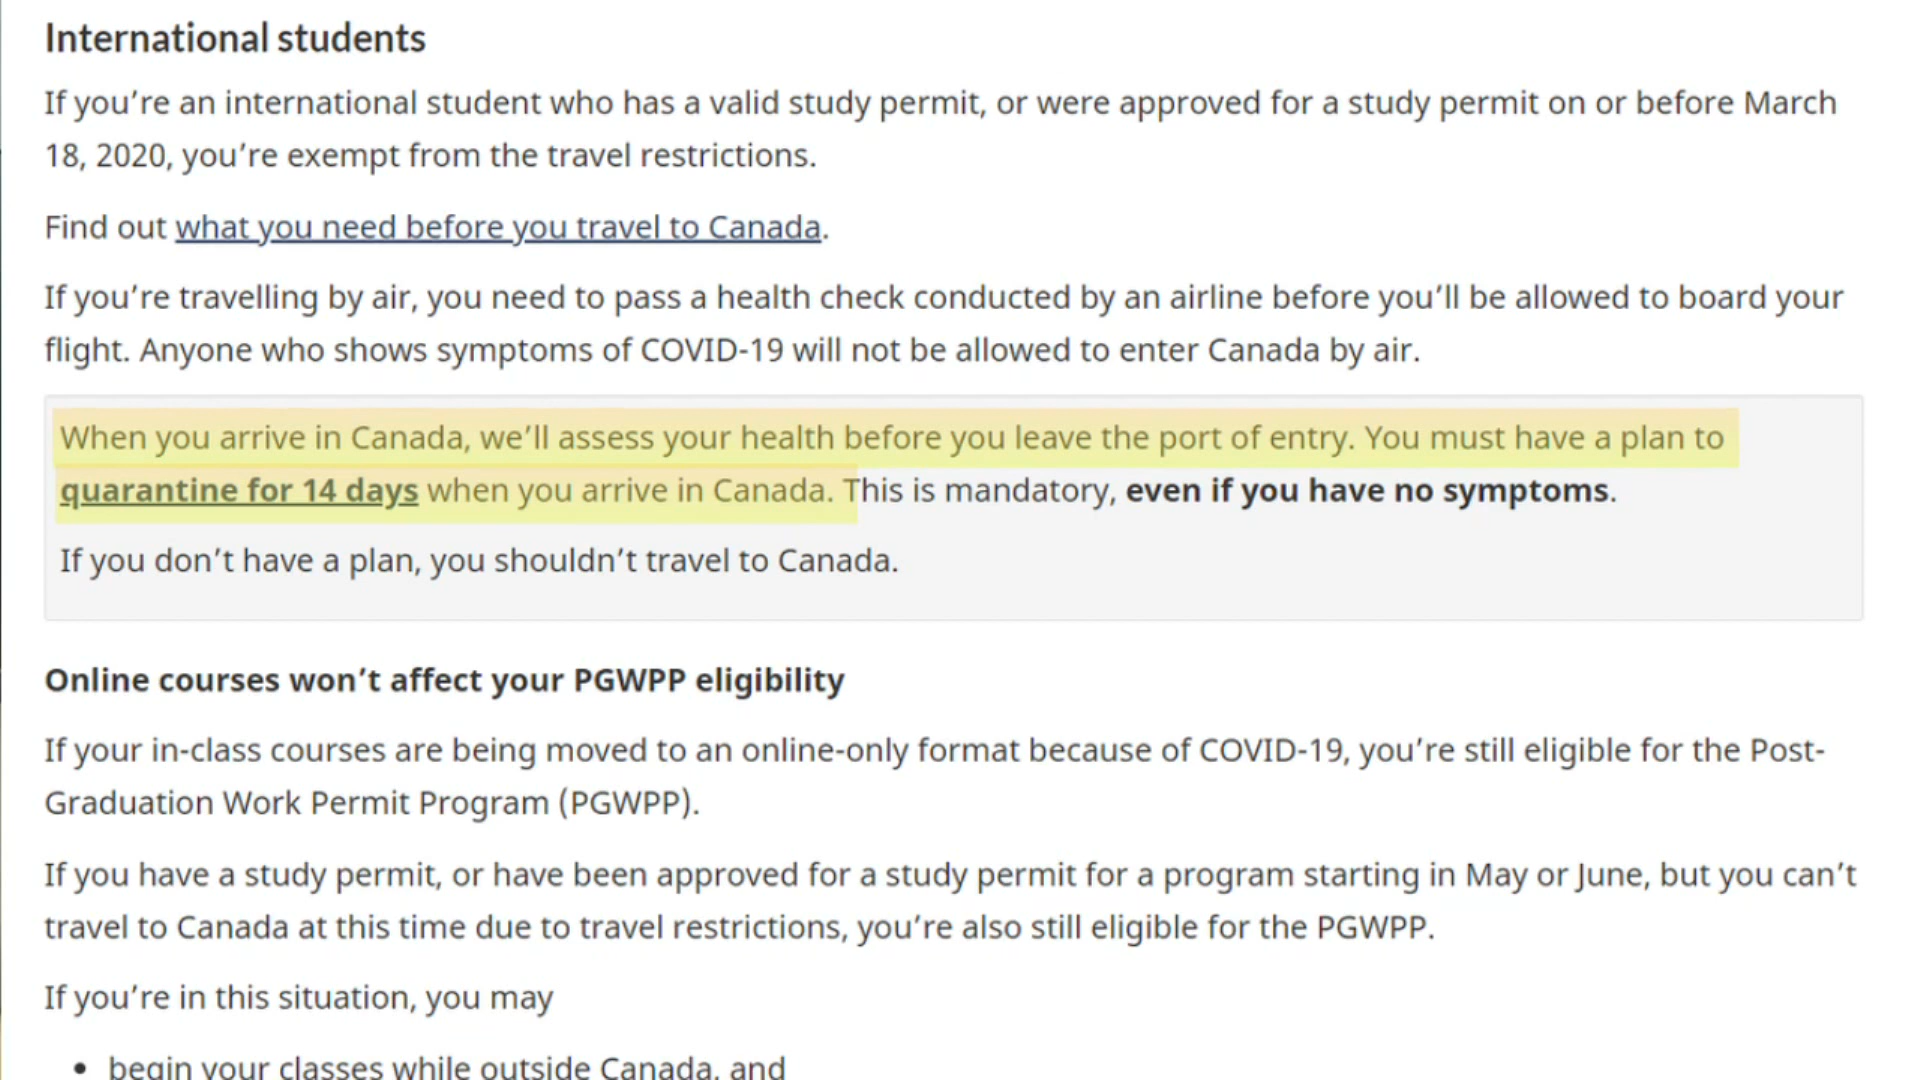 International students
If you’re an international student who has a valid study permit, or were approved for a study permit on or before March
18, 2020, you’re exempt from the travel restrictions.
Find out what you need before you travel to Canada.
If you’re travelling by air, you need to pass a health check conducted by an airline before you’ll be allowed to board your
flight. Anyone who shows symptoms of COVID-19 will not be allowed to enter Canada by air.
When you arrive in Canada, we’ll assess your health before you leave the port of entry. You must have a plan to
quarantine for 14 days when you arrive in Canada. This is mandatory, even if you have no symptoms.
If you don’t have a plan, you shouldn’t travel to Canada.
Online courses won’t affect your PGWPP eligibility
If your in-class courses are being moved to an online-only format because of COVID-19, you’re still eligible for the Post-
Graduation Work Permit Program (PGWPP).
If you have a study permit, or have been approved for a study permit for a program starting in May or June, but you can’t
travel to Canada at this time due to travel restrictions, you’re also still eligible for the PGWPP.
If you’re in this situation, you may
• begin your classes while outside Canada, and